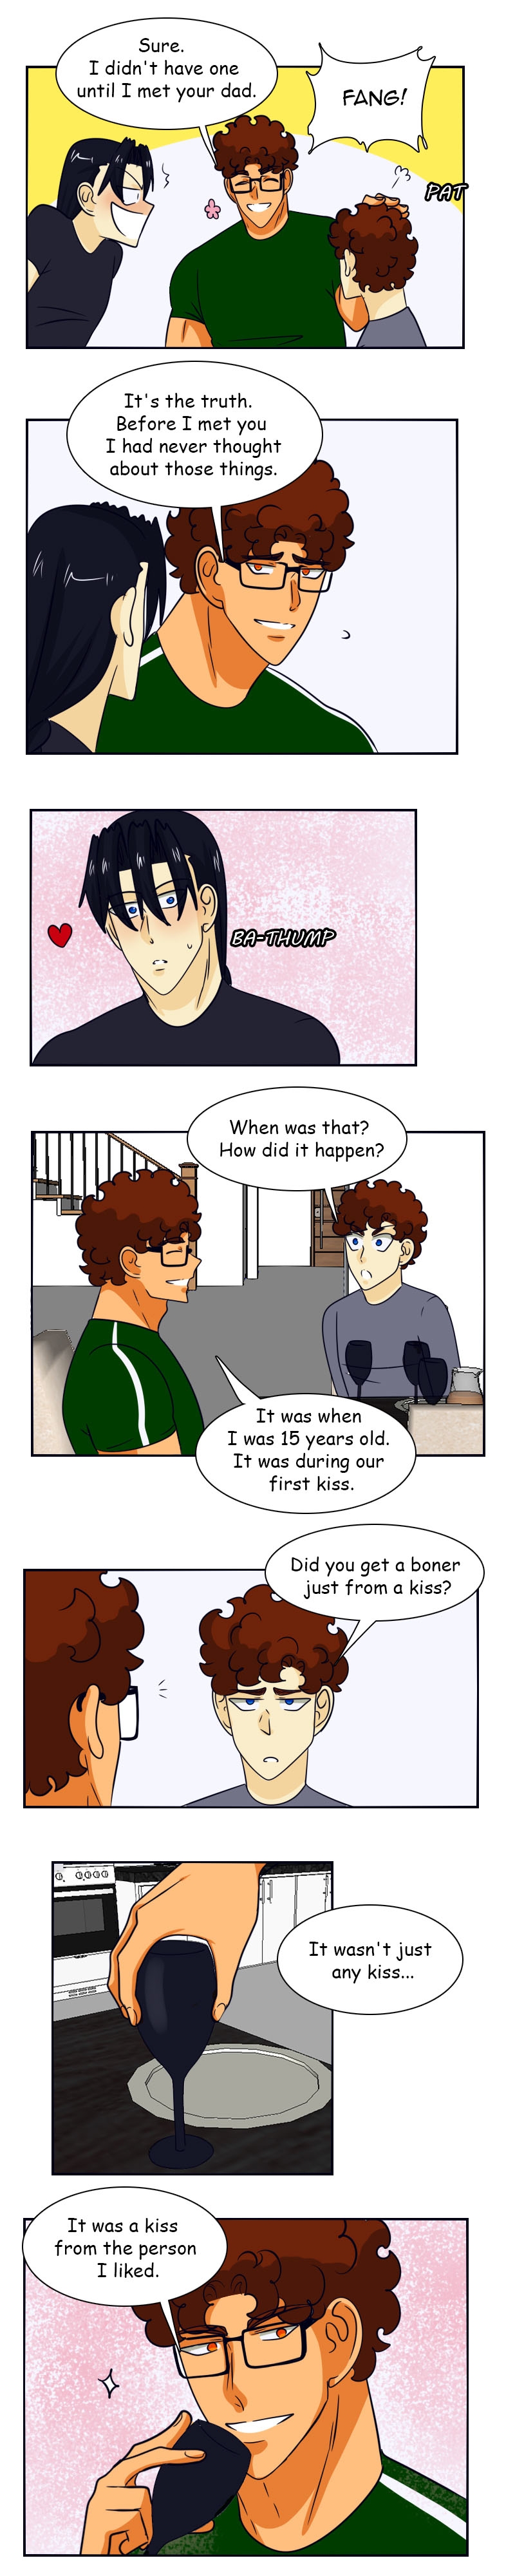 Sure.
I didn't have one
until I met your dad.
FANG!
PAT
It's the truth.
Before I met you
I had never thought
about those things.
BA-THUMP
When was that?
How did it happen?
It was when
I was 15 years old.
It was during our
first kiss.
Did you get a boner
just from a kiss?
It wasn't just
any kiss...
It was a kiss
from the person
I liked.